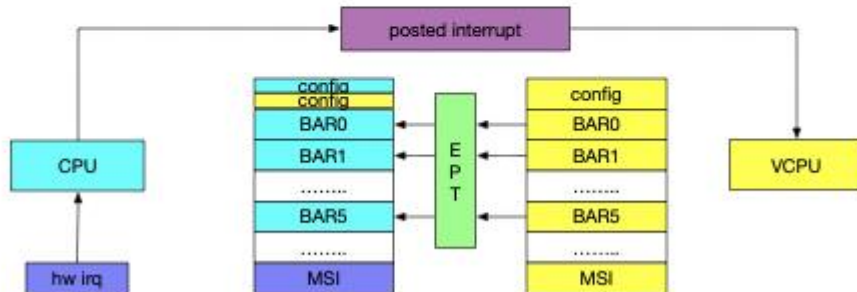 posted interrupt
config
config
BAR0
BAR1
........
BAR5
........
MSI
E
P
T
config
BAR0
BAR1
........
BAR5
........
MSI
CPU
hw irq
VCPU